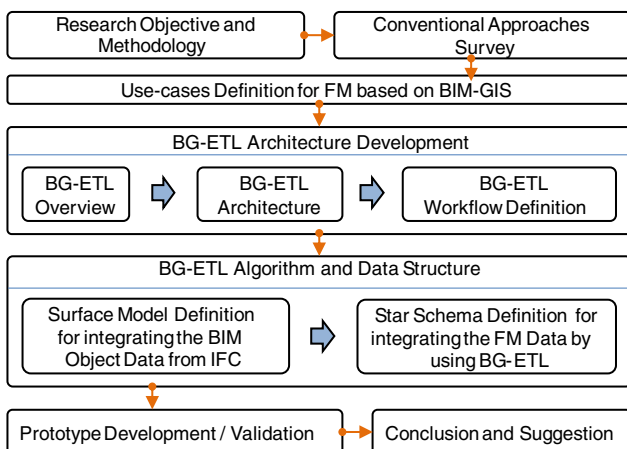 Research Objective and
Methodology
Conventional Approaches
Survey
Use-cases Definition for FM based on BIM-GIS
BG-ETL Architecture Development
BG-ETL
Overview
BG-ETL
Architecture
BG-ETL
Workflow Definition
BG-ETL Algorithm and Data Structure
Surface Model Definition
for integrating the BIM
Object Data from IFC
Star Schema Definition for
integrating the FM Data by
using BG-ETL
Prototype Development / Validation
Conclusion and Suggestion